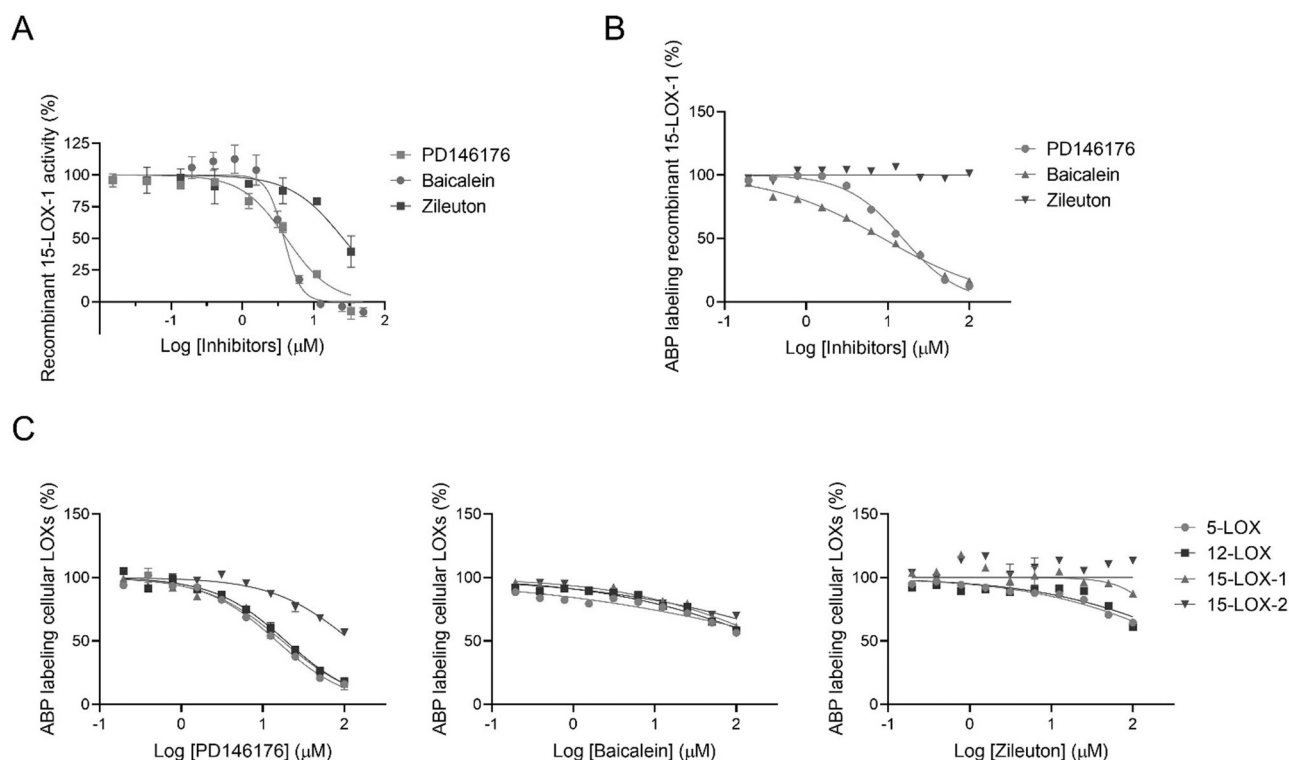 A
Recombinant 15-LOX-1 activity (%)
125
100
75
50
25
0
-1
0
1
2
Log [Inhibitors] (μM)
PD146176
Baicalein
Zileuton
B
ABP labeling recombinant 15-LOX-1 (%)
150
100
50
0
-1
0
1
2
Log [Inhibitors] (μM)
PD146176
Baicalein
Zileuton
C
ABP labeling cellular LOXs (%)
150
100
50
0
-1
0
1
2
Log [PD146176] (μM)
ABP labeling cellular LOXs (%)
150
100
50
0
-1
0
1
2
Log [Baicalein] (μM)
ABP labeling cellular LOXs (%)
150
100
50
0
-1
0
1
2
Log [Zileuton] (μM)
5-LOX
12-LOX
15-LOX-1
15-LOX-2